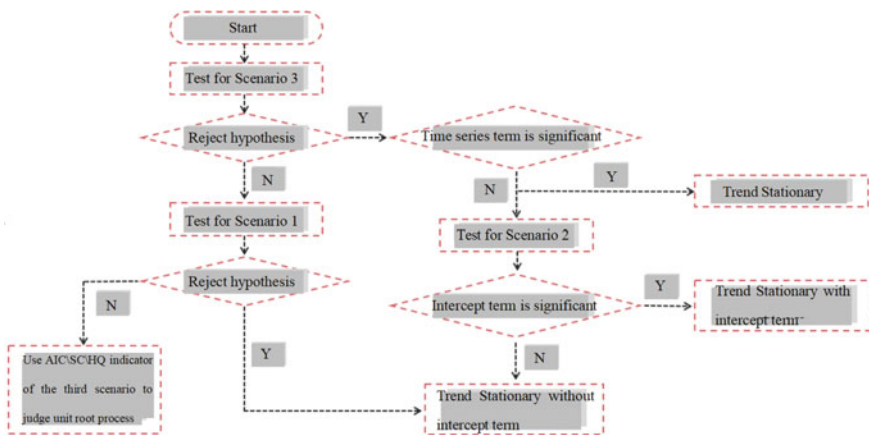 Start
Test for Scenario 3
Reject hypothesis
Y
Time series term is significant
N
N
Y
Trend Stationary
Test for Scenario 1
Test for Scenario 2
Reject hypothesis
N
Intercept term is significant
Y
Trend Stationary with
intercept term
Use AIC\SC\HQ indicator
of the third scenario to
judge unit root process
Y
N
Trend Stationary without
intercept term